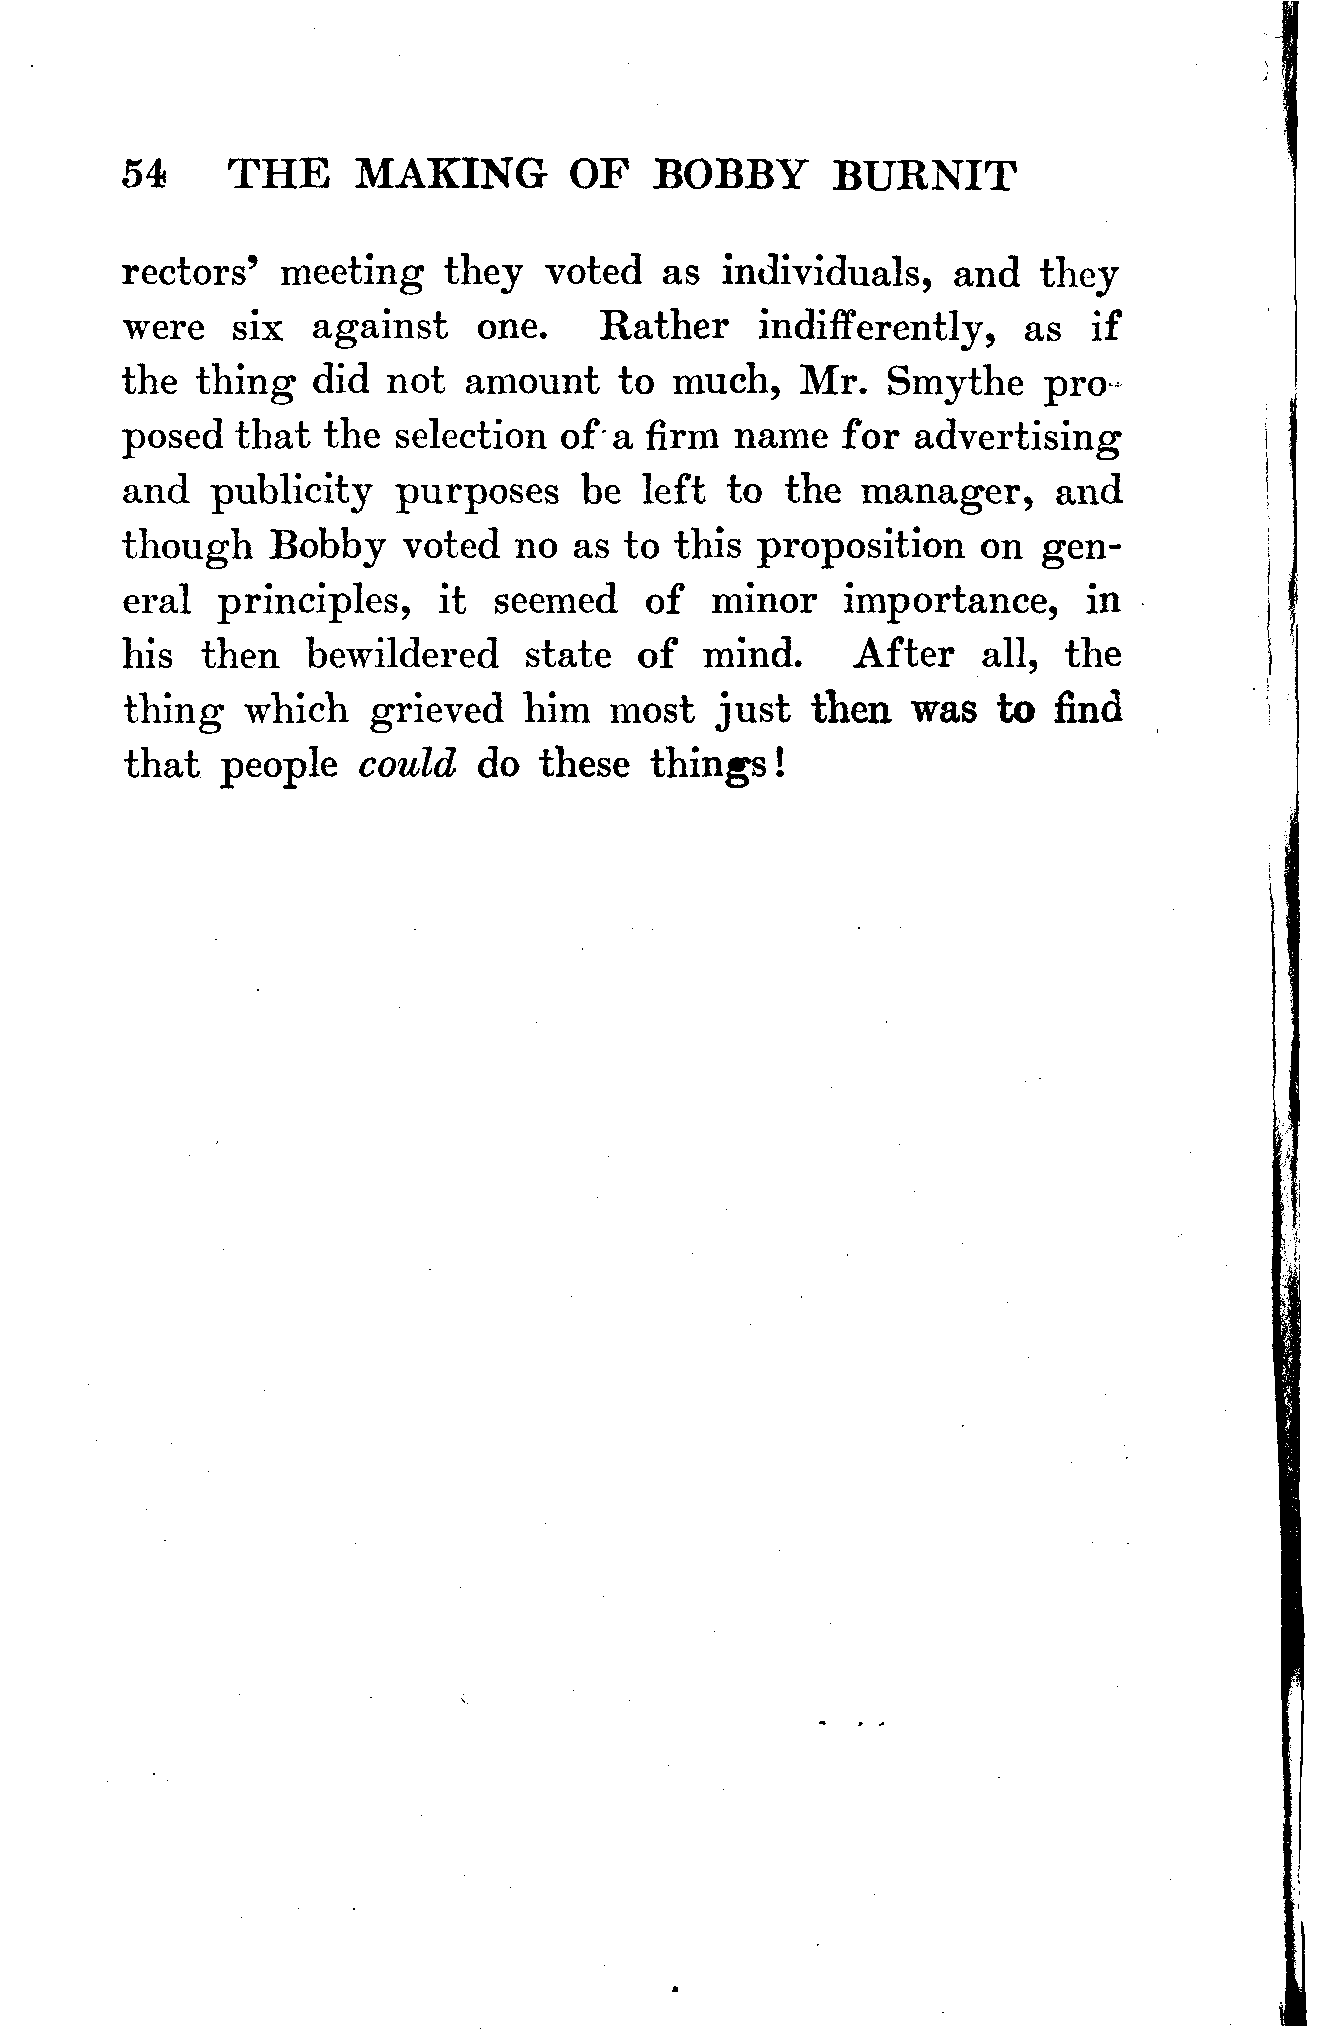 54 THE MAKING OF BOBBY BURNIT
rectors' meeting they voted as individuals, and they
were six against one. Rather indifferently, as if
the thing did not amount to much, Mr. Smythe pro-
posed that the selection of a firm name for advertising
and publicity purposes be left to the manager, and
though Bobby voted no as to this proposition on gen-
eral principles, it seemed of minor importance, in
his then bewildered state of mind. After all, the
thing which grieved him most just then was to find
that people could do these things!